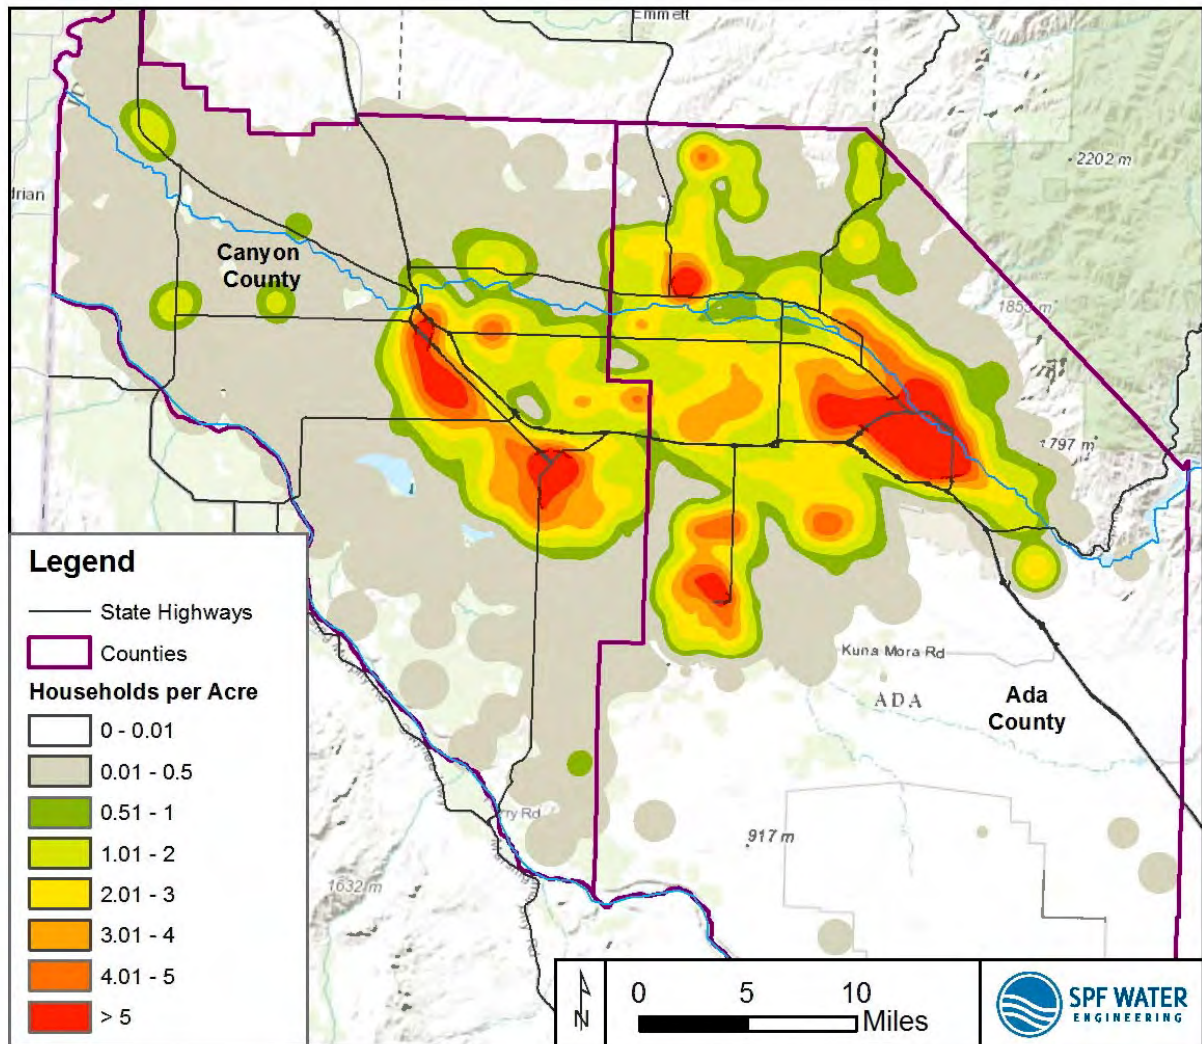 Emmett
2202 m
drian
Canyon
County
1853 m
1797 m
Kuna Mora Rd
ADA
Ada
County
rry Rd
917 m
1632 m
Legend
State Highways
Counties
Households per Acre
0 - 0.01
0.01 - 0.5
0.51 - 1
1.01 - 2
2.01 - 3
3.01 - 4
4.01 - 5
> 5
N
0 5 10
Miles
SPF WATER
ENGINEERING